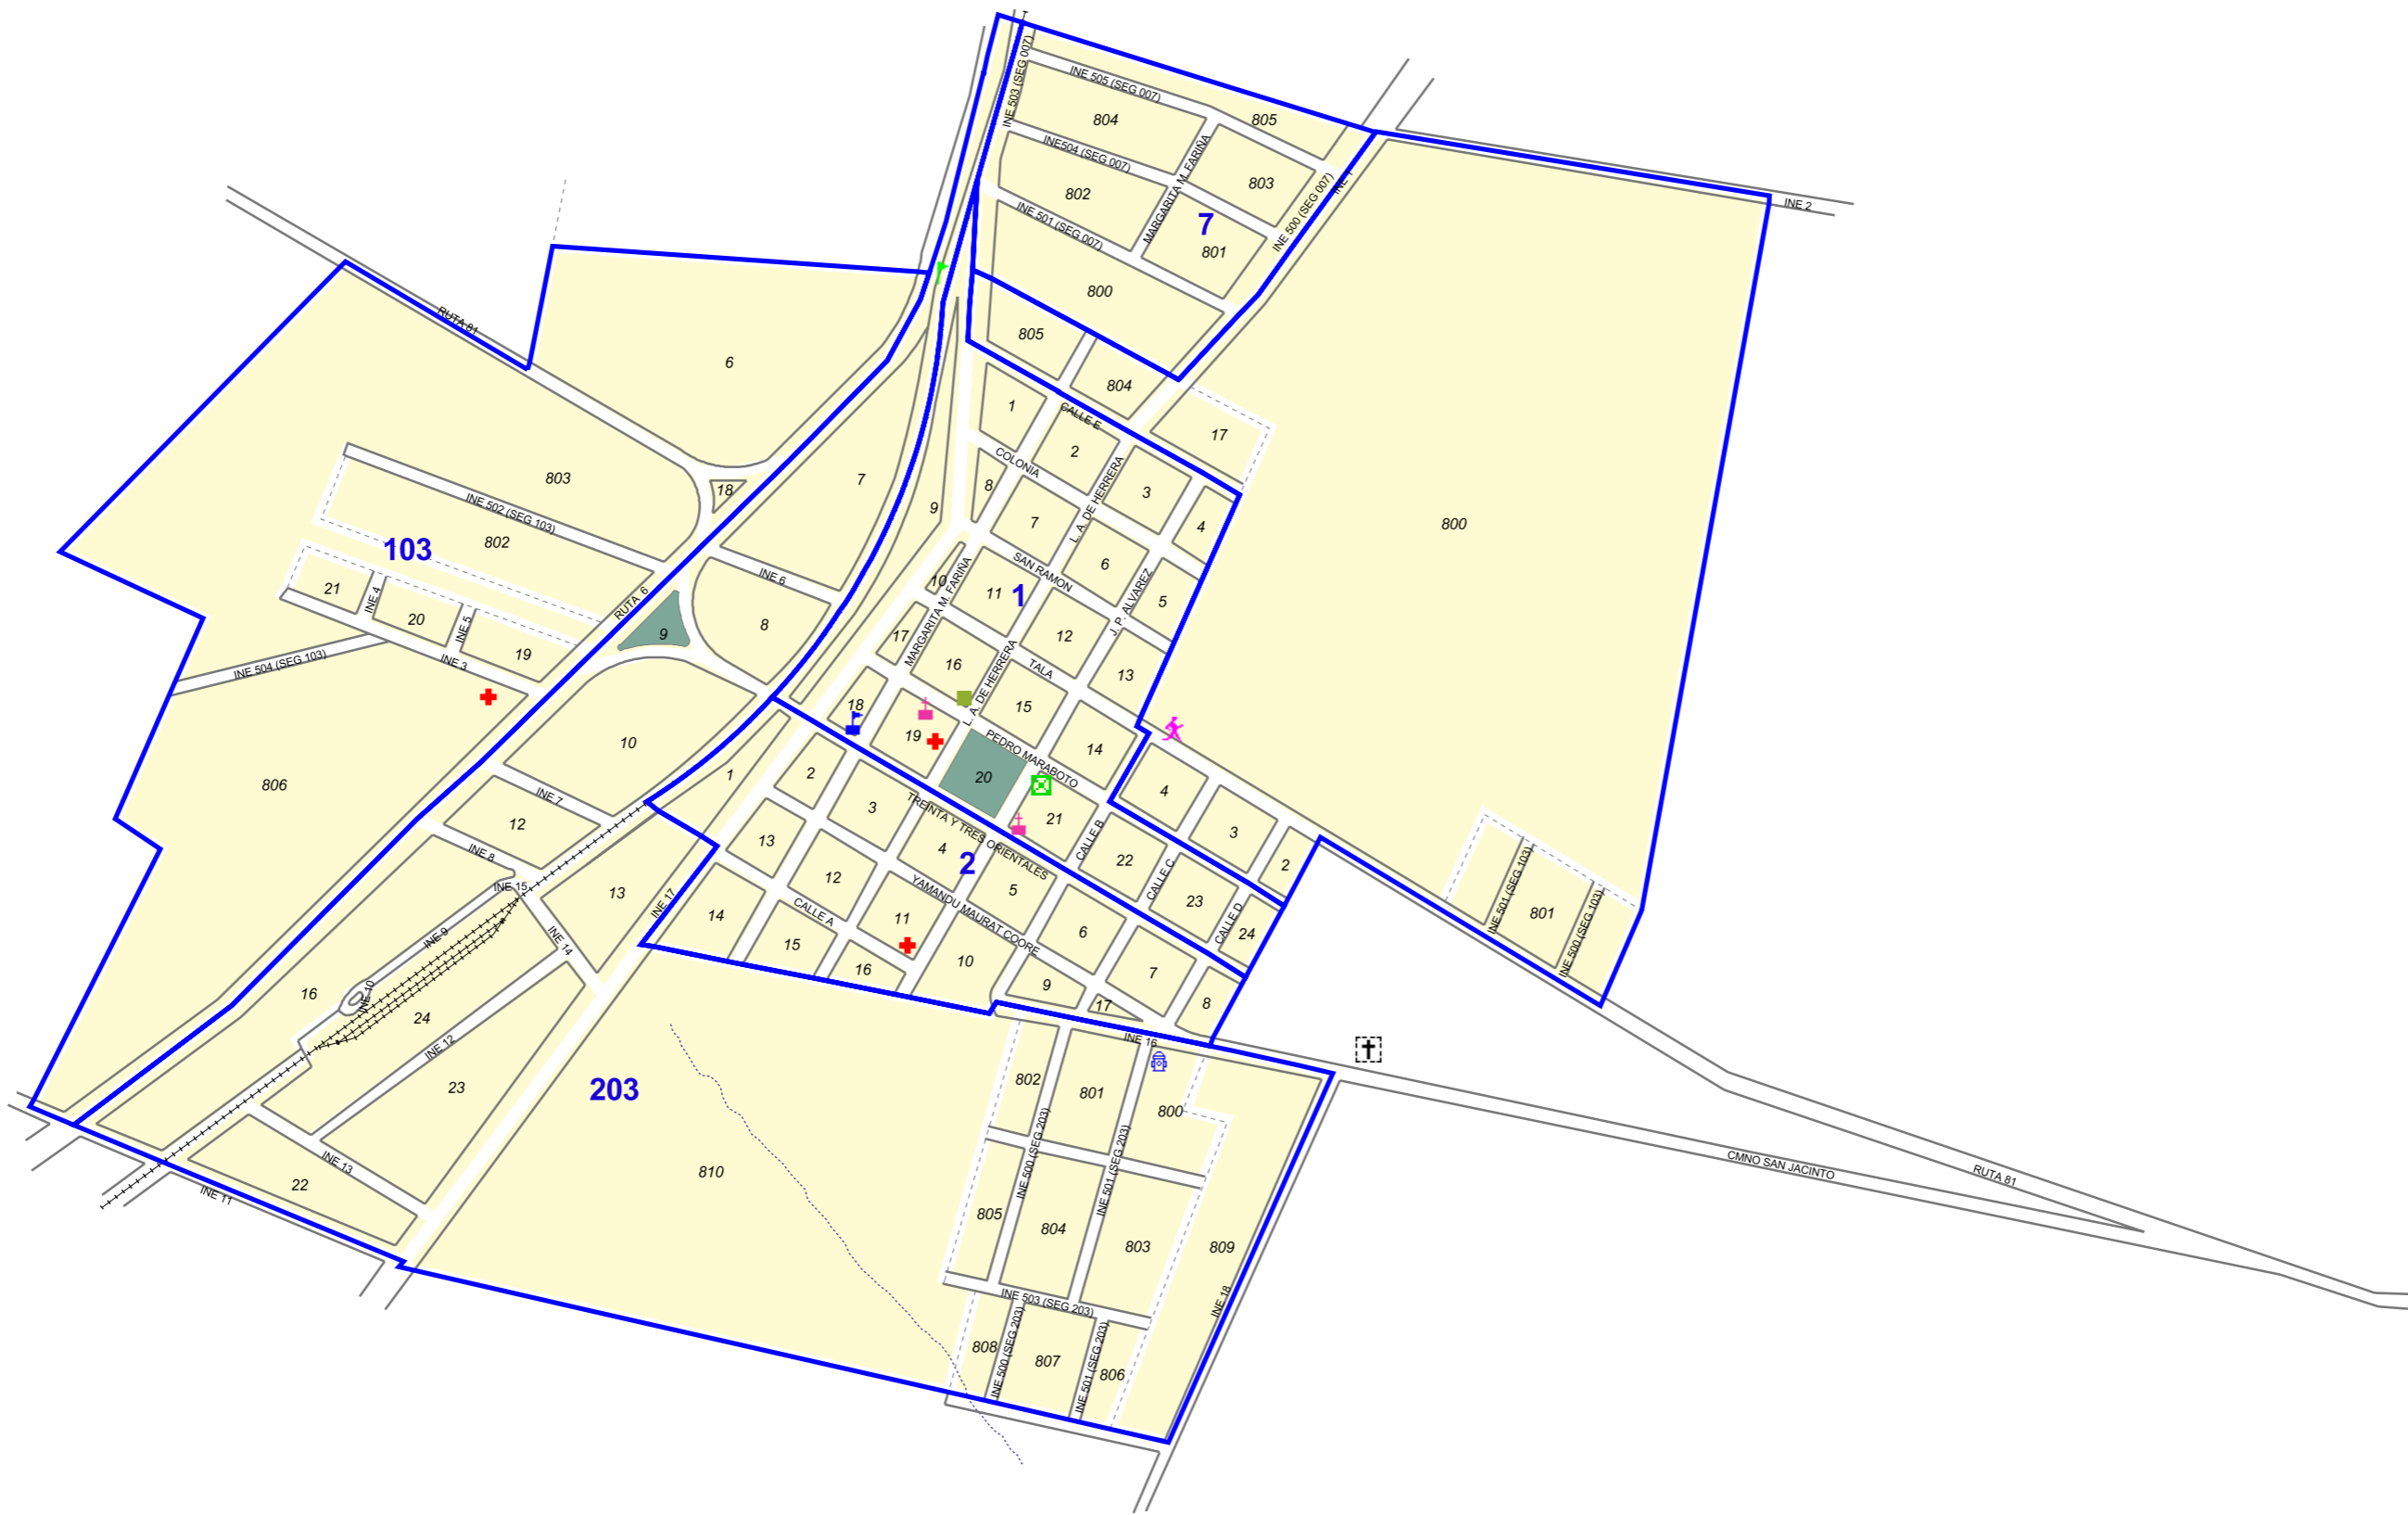 INE 503 (SEG 007)
INE 505 (SEG 007)
804
805
INE504 (SEG 007)
MARGARITA M. FARIÑA
803
802
7
INE 500 (SEG 007)
INE 1
INE 2
INE 501 (SEG 007)
801
800
RUTA 81
6
805
804
1
CALLE E
17
2
COLONIA
L. A. DE HERRERA
3
8
4
7
9
7
800
803
18
INE 502 (SEG 103)
802
103
SAN RAMON
6
INE 6
10
MARGARITA M. FARIÑA
11
1
J. P. ALVAREZ
5
21
INE 4
20
INE 5
RUTA 6
9
8
12
17
19
INE 3
INE 504 (SEG 103)
16
L. A. DE HERRERA
TALA
13
18
15
19
PEDRO MARABOTO
14
10
20
1
2
806
INE 7
3
TREINTA Y TRES ORIENTALES
21
4
3
12
13
4
2
CALLE B
22
CALLE C
2
INE 8
INE 15
12
YAMANDU MAURAT COORE
5
23
CALLE D
24
13
INE 17
14
CALLE A
11
6
INE 501 (SEG 103)
801
INE 500 (SEG 103)
INE 9
INE 14
15
16
10
7
9
17
8
16
INE 10
24
INE 12
INE 16
23
203
802
801
800
INE 500 (SEG 203)
INE 501 (SEG 203)
810
INE 13
22
INE 11
CMNO SAN JACINTO
RUTA 81
805
804
803
809
INE 503 (SEG 203)
INE 18
808
INE 500 (SEG 203)
807
INE 501 (SEG 203)
806